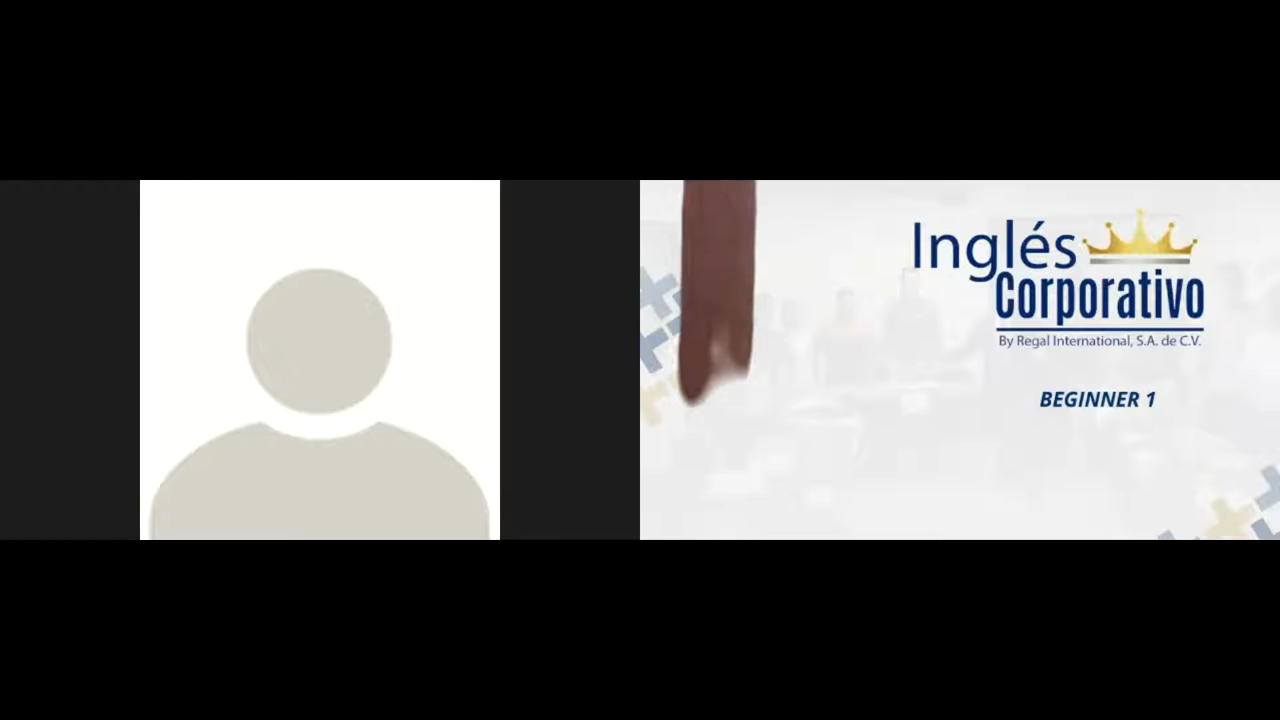 Inglés
Corporativo
By Regal International, S.A. de C.V.
BEGINNER 1